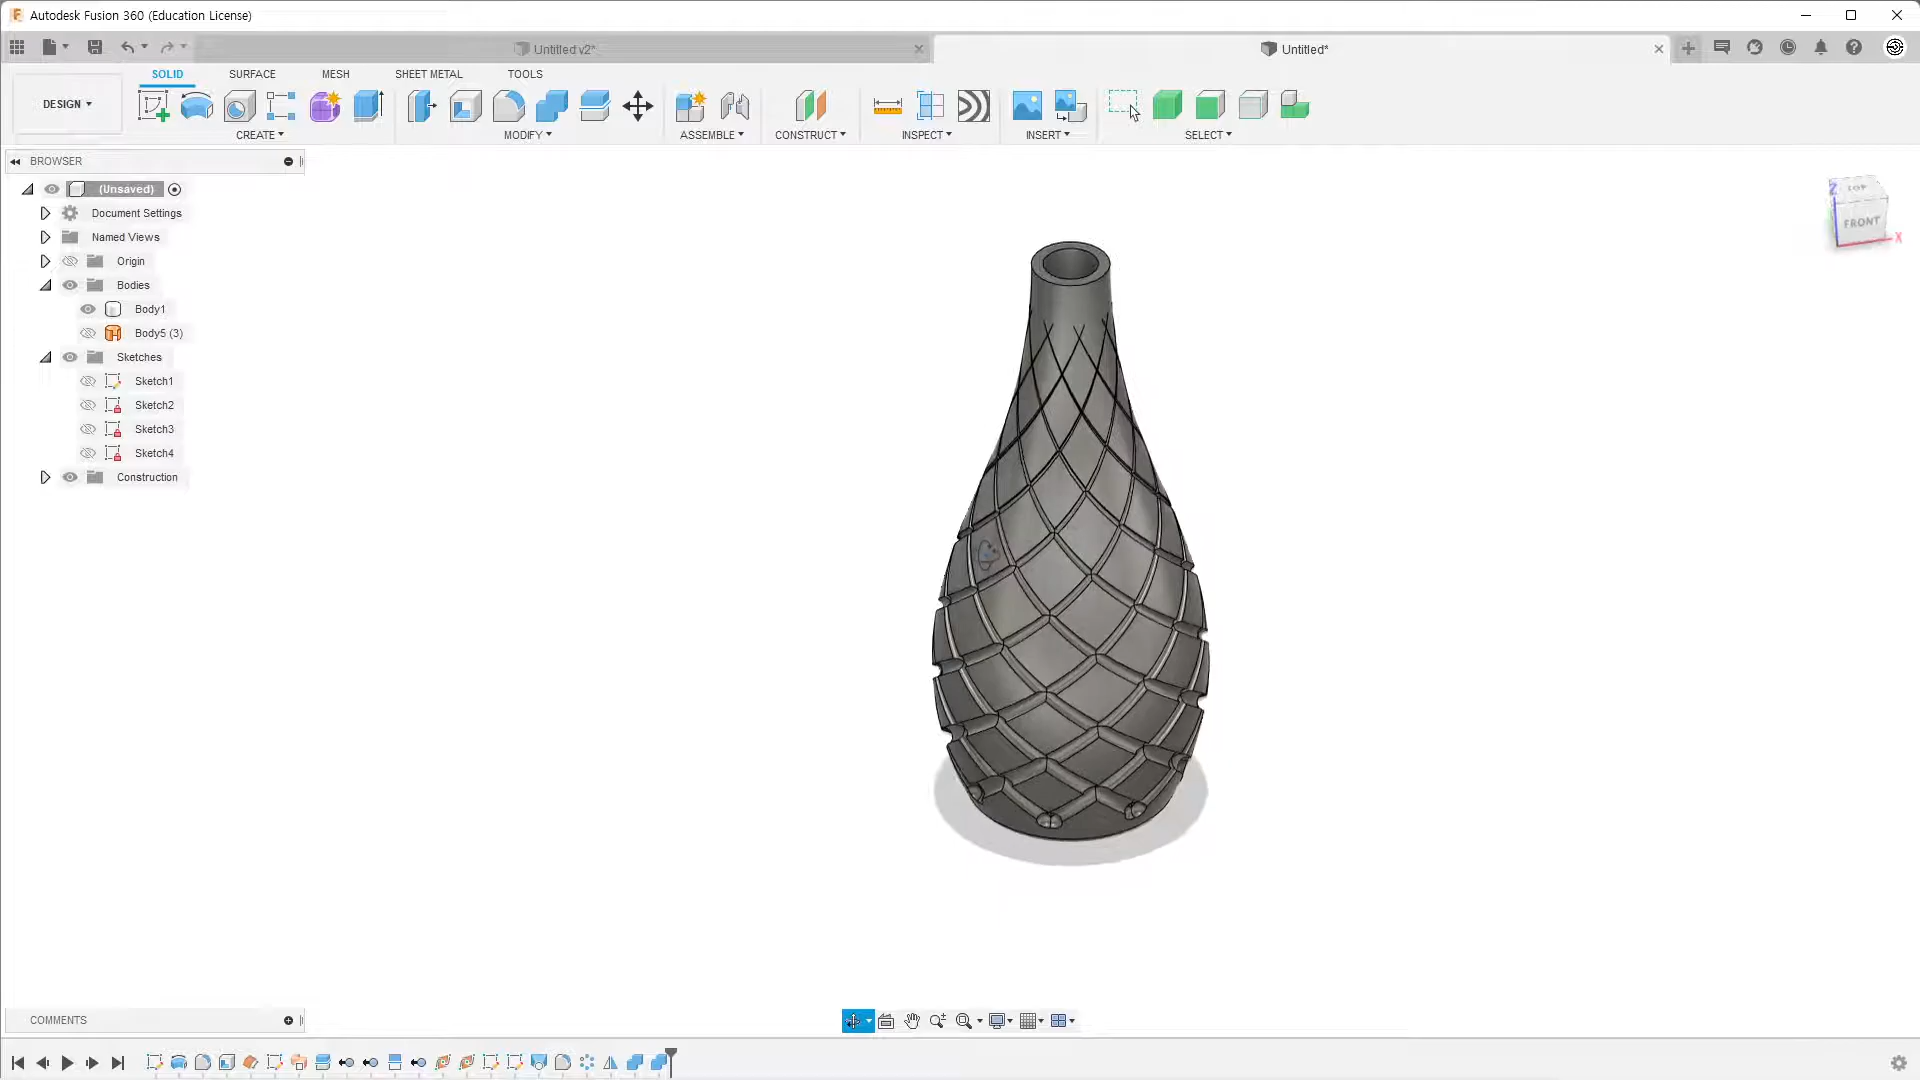 Autodesk Fusion 360 (Education License)
Untitled v2*
Untitled*
DESIGN
SOLID
SURFACE
MESH
SHEET METAL
TOOLS
CREATE
MODIFY
ASSEMBLE
CONSTRUCT
INSPECT
INSERT
SELECT
BROWSER
(Unsaved)
Document Settings
Named Views
Origin
Bodies
Body1
Body5 (3)
Sketches
Sketch1
Sketch2
Sketch3
Sketch4
Construction
Z
TOP
FRONT
X
COMMENTS